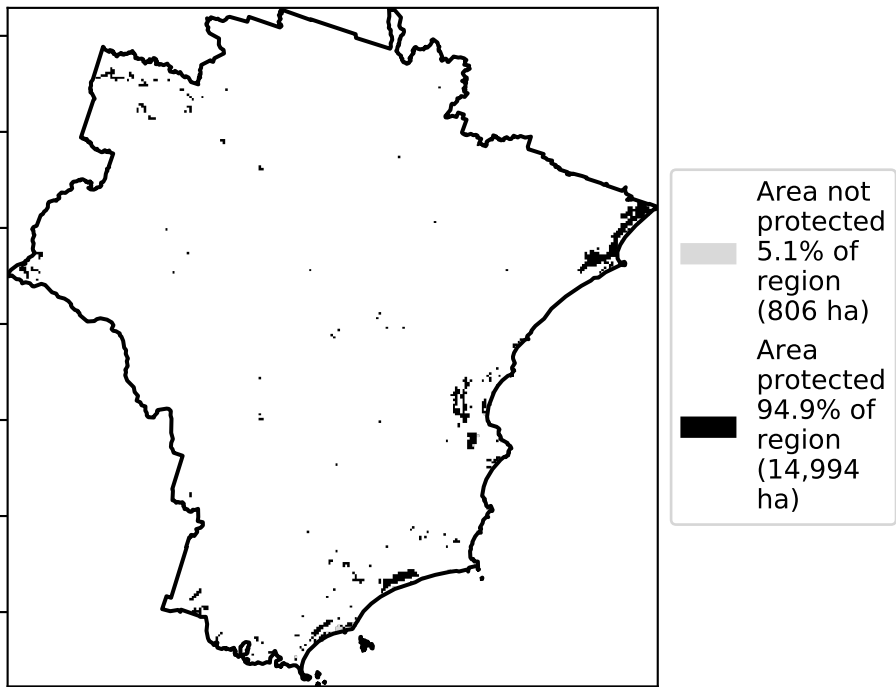 Area not
protected
5.1% of
region
(806 ha)
Area
protected
94.9% of
region
(14,994
ha)